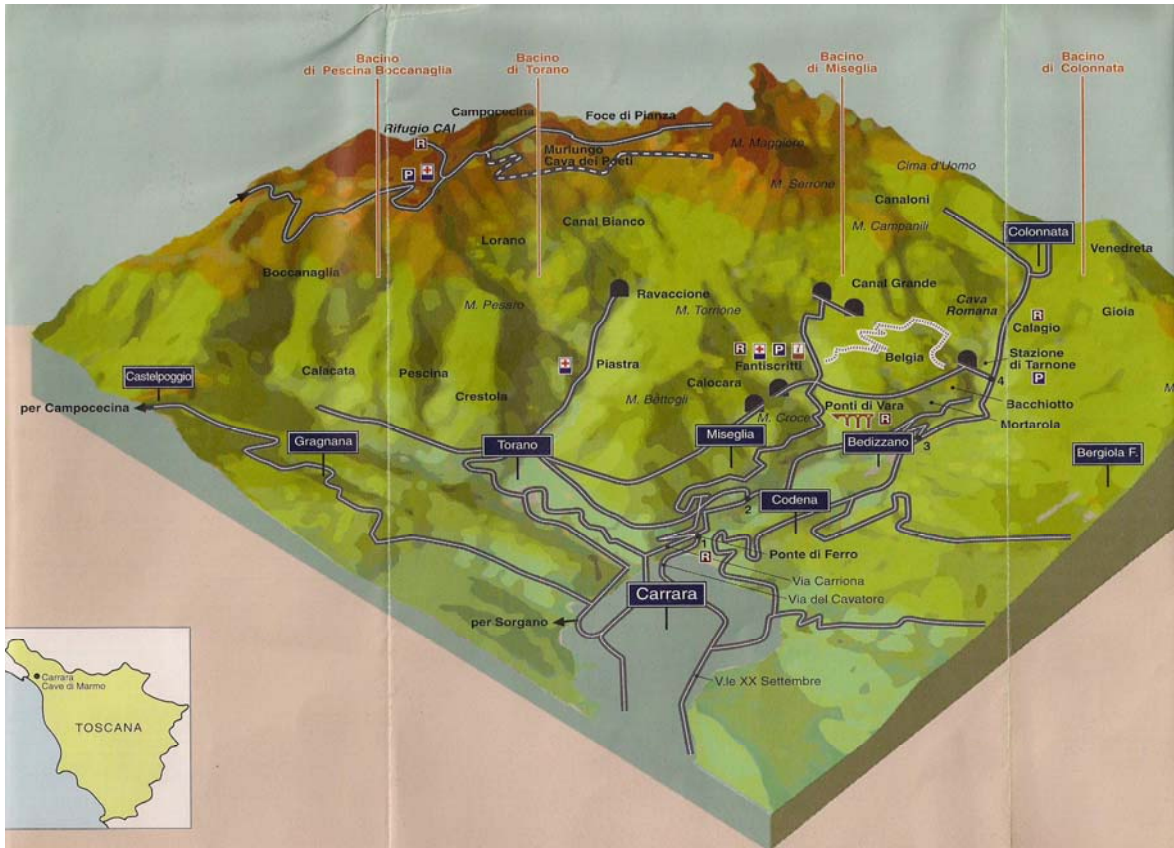 Bacino
di Pescina Boccanaglia
Bacino
di Torano
Bacino
di Miseglia
Bacino
di Colonnata
Campocecina
Foce di Pianza
Rifugio CAI
R
Murlungo
Cava dei Poeti
M. Maggiore
P
M. Serrone
Cima d'Uomo
Canaloni
Canal Bianco
M. Campanili
Colonnata
Lorano
Venedreta
Boccanaglia
Ravaccione
Canal Grande
M. Pesaro
M. Torrione
Cava
Romana
Gioia
R
Calagio
R P
Fantiscritti
Belgia
Stazione
di Tarnone
P
Piastra
Castelpoggio
Calacata
Pescina
Calocara
4
M
Crestola
M. Bettogli
Bacchiotto
per Campocecina
M. Croce
Ponti di Vara
R
Mortarola
Gragnana
Torano
Miseglia
Bedizzano
3
Bergiola F.
2
Codena
1
R
Ponte di Ferro
Via Carriona
Carrara
Via del Cavatore
per Sorgano
V.le XX Settembre
Carrara
Cave di Marmo
TOSCANA